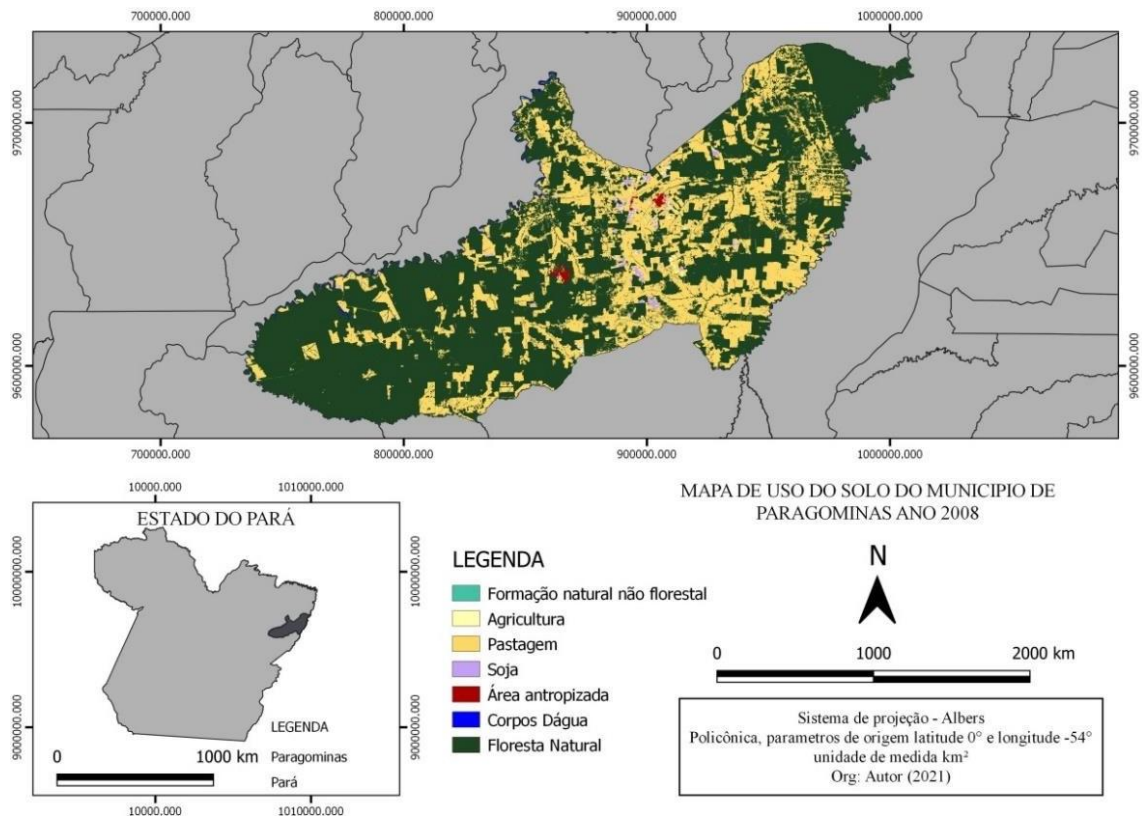 700000.000 800000.000 900000.000 1000000.000
9700000.000 9700000.000
9600000.000 9600000.000
700000.000 800000.000 900000.000 1000000.000
10000.000 1010000.000
ESTADO DO PARÁ
10000000.000 10000000.000
9000000.000 9000000.000
LEGENDA
0 1000 km
Paragominas
Pará
10000.000 1010000.000
LEGENDA
Formação natural não florestal
Agricultura
Pastagem
Soja
Área antropizada
Corpos Dágua
Floresta Natural
MAPA DE USO DO SOLO DO MUNICIPIO DE
PARAGOMINAS ANO 2008
N
0 1000 2000 km
Sistema de projeção - Albers
Policônica, parametros de origem latitude 0° e longitude -54°
unidade de medida km²
Org: Autor (2021)